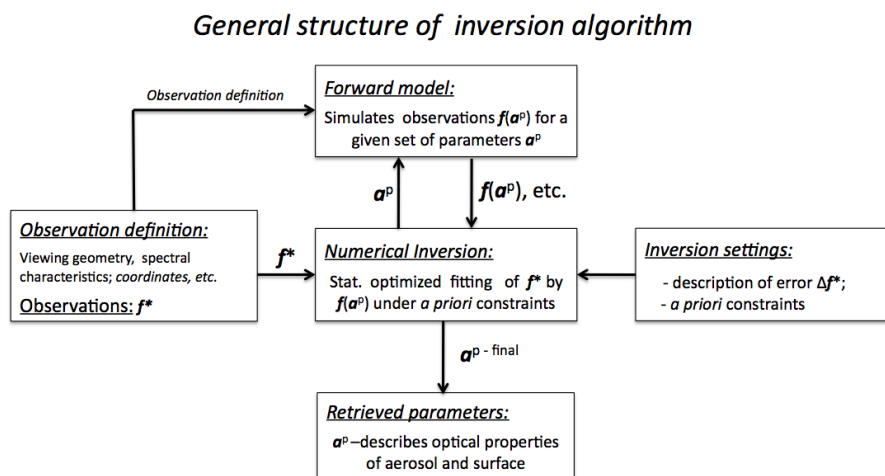 General structure of inversion algorithm
Observation definition
Forward model:
Simulates observations f(aᵖ) for a
given set of parameters aᵖ
aᵖ
f(aᵖ), etc.
Observation definition:
Viewing geometry, spectral
characteristics; coordinates, etc.
Observations: f*
f*
Numerical Inversion:
Stat. optimized fitting of f* by
f(aᵖ) under a priori constraints
Inversion settings:
- description of error Δf*;
- a priori constraints
aᵖ - final
Retrieved parameters:
aᵖ –describes optical properties
of aerosol and surface